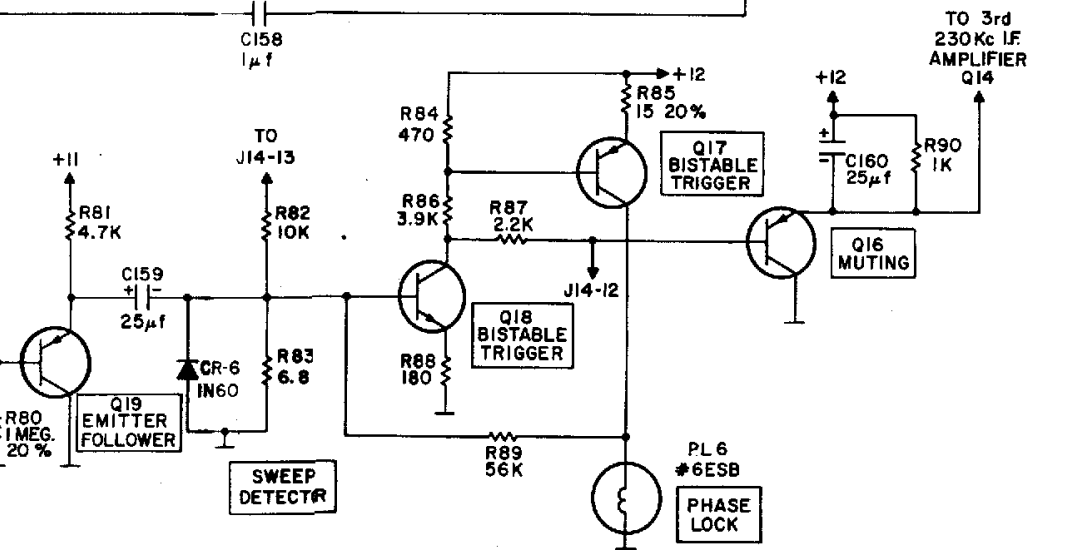 C158
1µf
TO 3rd
230Kc I.F.
AMPLIFIER
Q14
+12
R85
15 20%
R84
470
+12
TO
J14-13
Q17
BISTABLE
TRIGGER
+
-
C160
25µf
R90
1K
+11
R81
4.7K
R82
10K
R86
3.9K
R87
2.2K
Q16
MUTING
C159
+ -
25µf
J14-12
Q18
BISTABLE
TRIGGER
CR-6
1N60
R83
6.8
R88
180
Q19
EMITTER
FOLLOWER
R80
1 MEG.
20%
R89
56K
PL6
#6ESB
SWEEP
DETECTR
PHASE
LOCK